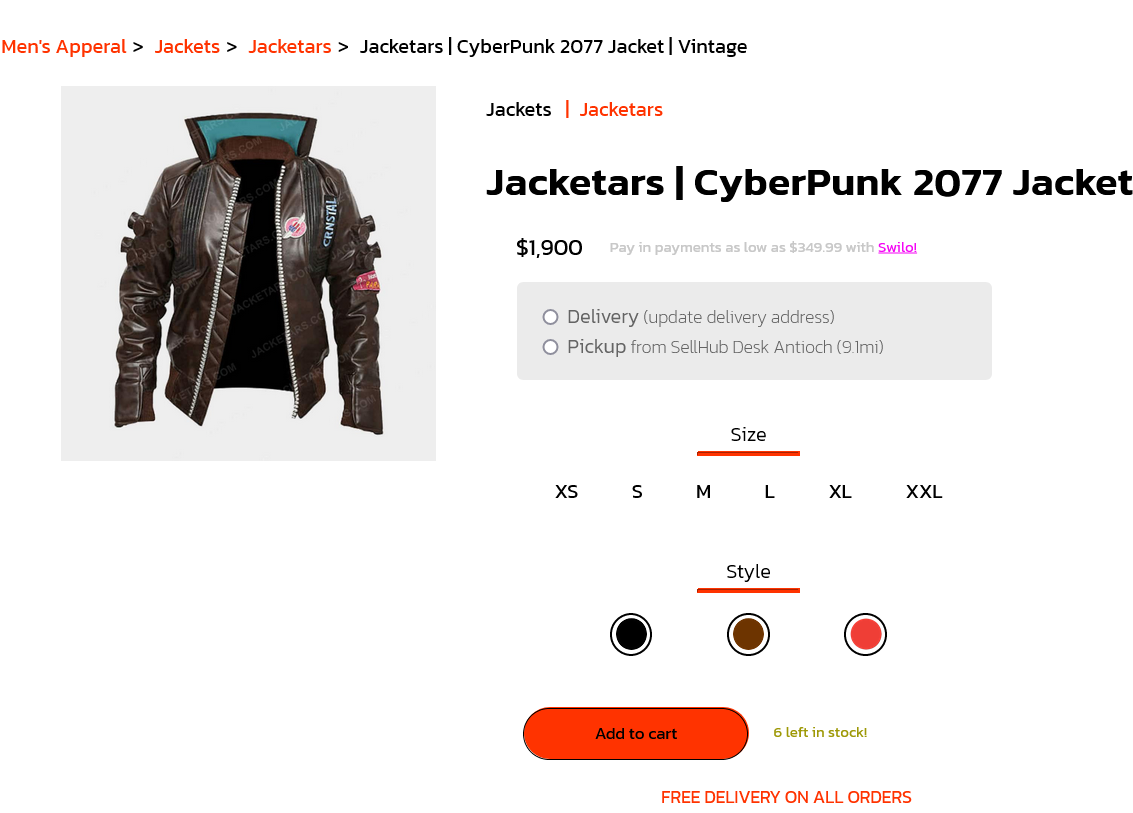 Men's Apperal > Jackets > Jacketars > Jacketars | CyberPunk 2077 Jacket | Vintage
Jackets | Jacketars
Jacketars | CyberPunk 2077 Jacket
$1,900 Pay in payments as low as $349.99 with Swilo!
Delivery (update delivery address)
Pickup from SellHub Desk Antioch (9.1mi)
Size
XS S M L XL XXL
Style
Add to cart 6 left in stock!
FREE DELIVERY ON ALL ORDERS
CRNSTAL
JACKETARS.COM